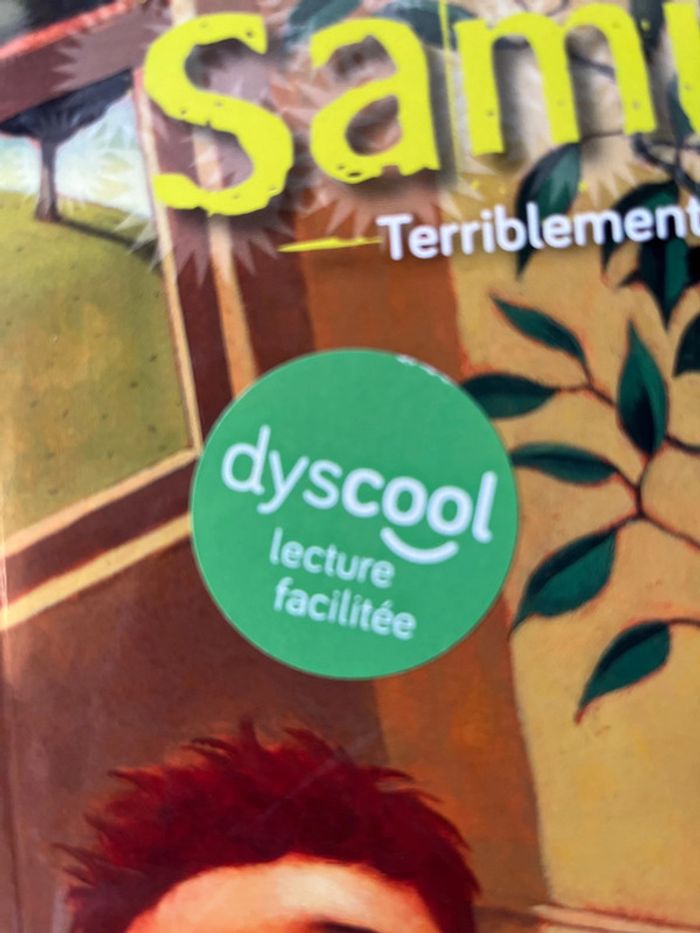 Sam
Terriblement
dyscool
lecture
facilitée